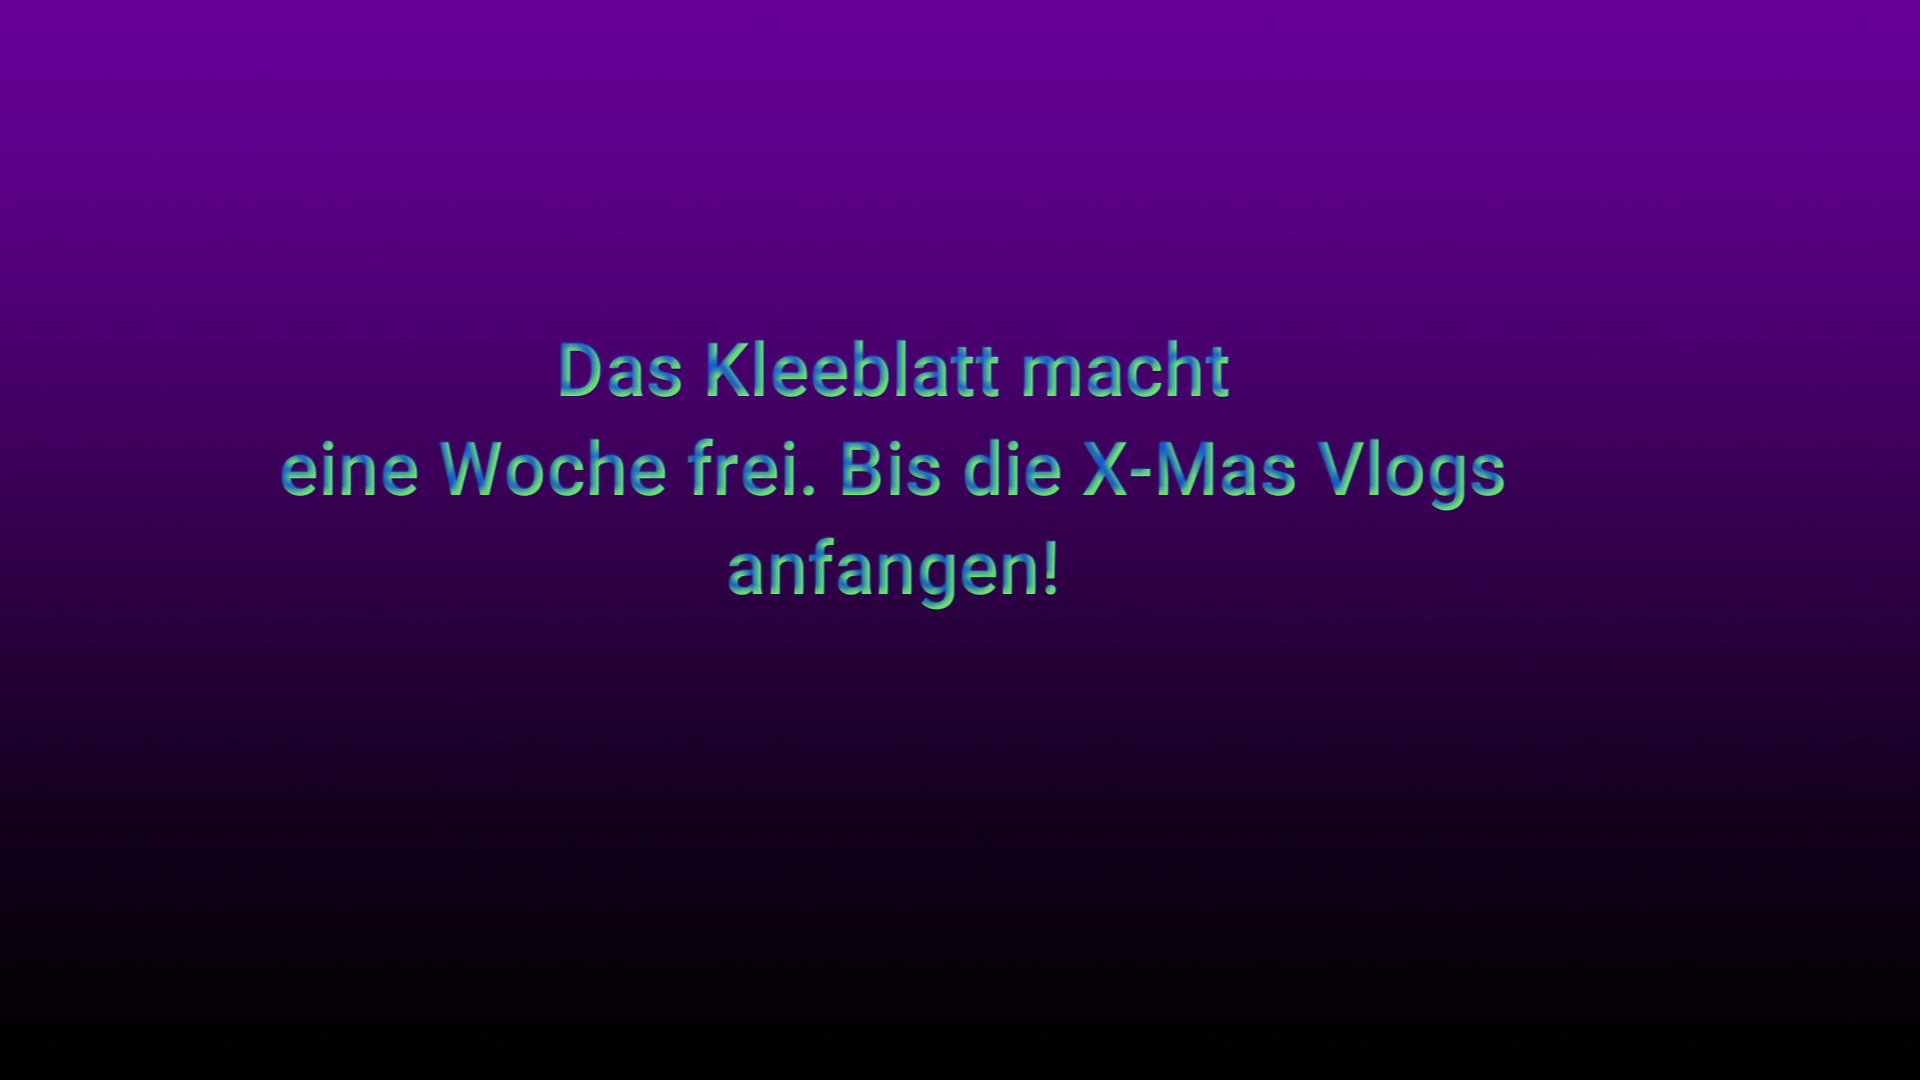 Das Kleeblatt macht
eine Woche frei. Bis die X-Mas Vlogs
anfangen!